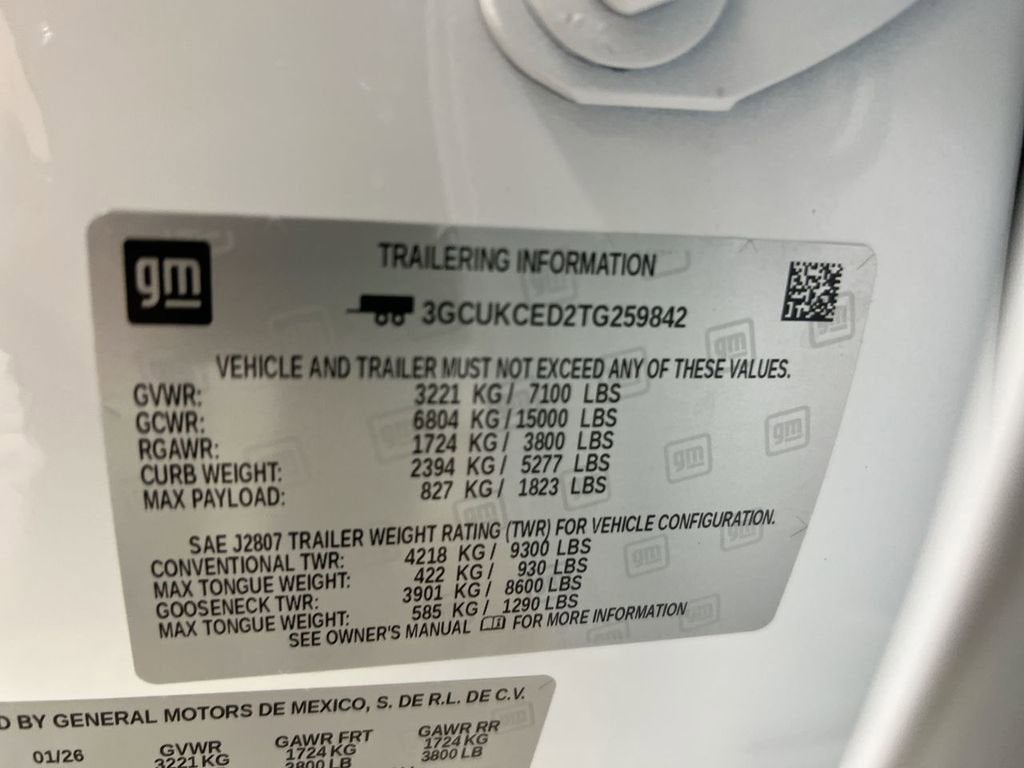 gm
TRAILERING INFORMATION
3GCUKCED2TG259842
JT
VEHICLE AND TRAILER MUST NOT EXCEED ANY OF THESE VALUES.
GVWR: 3221 KG/ 7100 LBS
GCWR: 6804 KG/15000 LBS
RGAWR: 1724 KG/ 3800 LBS
CURB WEIGHT: 2394 KG/ 5277 LBS
MAX PAYLOAD: 827 KG/ 1823 LBS
SAE J2807 TRAILER WEIGHT RATING (TWR) FOR VEHICLE CONFIGURATION.
CONVENTIONAL TWR: 4218 KG/ 9300 LBS
MAX TONGUE WEIGHT: 422 KG/ 930 LBS
GOOSENECK TWR: 3901 KG/ 8600 LBS
MAX TONGUE WEIGHT: 585 KG/ 1290 LBS
SEE OWNER'S MANUAL FOR MORE INFORMATION
D BY GENERAL MOTORS DE MEXICO, S. DE R.L. DE C.V.
01/26 GVWR GAWR FRT GAWR RR
3221 KG 1724 KG 1724 KG
3800 LB 3800 LB